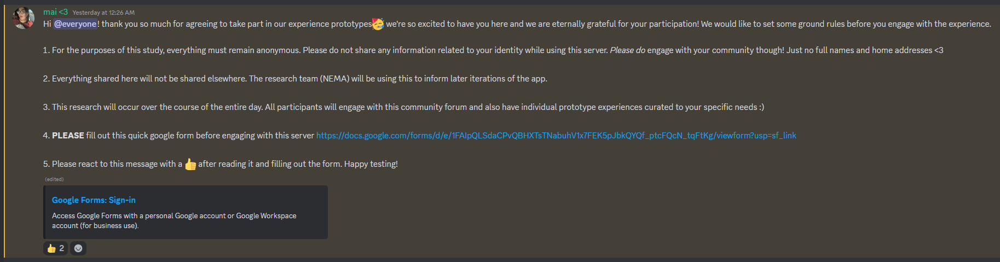 mai <3 Yesterday at 12:26 AM
Hi @everyone! thank you so much for agreeing to take part in our experience prototypes🥳 we're so excited to have you here and we are eternally grateful for your participation! We would like to set some ground rules before you engage with the experience.
1. For the purposes of this study, everything must remain anonymous. Please do not share any information related to your identity while using this server. Please do engage with your community though! Just no full names and home addresses <3
2. Everything shared here will not be shared elsewhere. The research team (NEMA) will be using this to inform later iterations of the app.
3. This research will occur over the course of the entire day. All participants will engage with this community forum and also have individual prototype experiences curated to your specific needs :)
4. PLEASE fill out this quick google form before engaging with this server https://docs.google.com/forms/d/e/1FAIpQLSdaCPvQBHXTsTNabuhV1x7FEK5pJbkQYQf_ptcFQcN_tqFtKg/viewform?usp=sf_link
5. Please react to this message with a 👍 after reading it and filling out the form. Happy testing!
(edited)
Google Forms: Sign-in
Access Google Forms with a personal Google account or Google Workspace
account (for business use).
👍 2